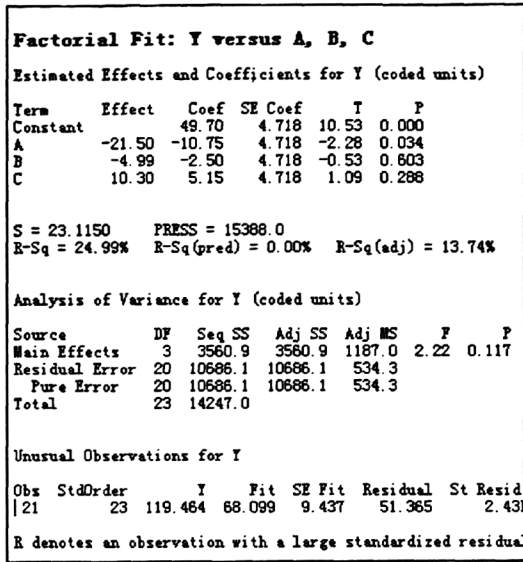 Factorial Fit: Y versus A, B, C
Estimated Effects and Coefficients for Y (coded units)
Term Effect Coef SE Coef T P
Constant 49.70 4.718 10.53 0.000
A -21.50 -10.75 4.718 -2.28 0.034
B -4.99 -2.50 4.718 -0.53 0.603
C 10.30 5.15 4.718 1.09 0.288
S = 23.1150 PRESS = 15388.0
R-Sq = 24.99% R-Sq(pred) = 0.00% R-Sq(adj) = 13.74%
Analysis of Variance for Y (coded units)
Source DF Seq SS Adj SS Adj MS F P
Main Effects 3 3560.9 3560.9 1187.0 2.22 0.117
Residual Error 20 10686.1 10686.1 534.3
Pure Error 20 10686.1 10686.1 534.3
Total 23 14247.0
Unusual Observations for Y
Obs StdOrder Y Fit SE Fit Residual St Resid
21 23 119.464 68.099 9.437 51.365 2.43R
R denotes an observation with a large standardized residual